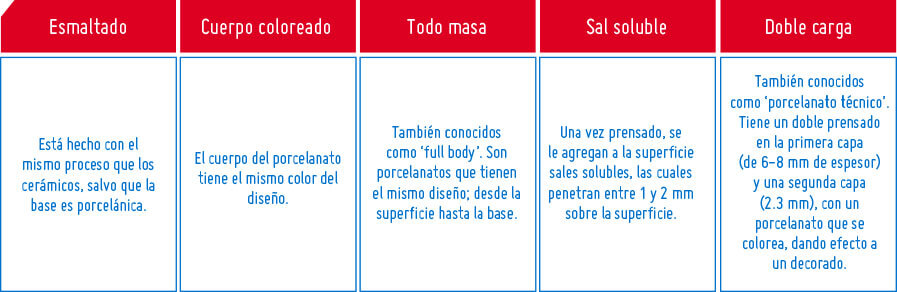 Esmaltado
Cuerpo coloreado
Todo masa
Sal soluble
Doble carga
Está hecho con el
mismo proceso que los
cerámicos, salvo que la
base es porcelánica.
El cuerpo del porcelanato
tiene el mismo color del
diseño.
También conocidos
como ‘full body’. Son
porcelanatos que tienen
el mismo diseño; desde la
superficie hasta la base.
Una vez prensado, se
le agregan a la superficie
sales solubles, las cuales
penetran entre 1 y 2 mm
sobre la superficie.
También conocidos
como ‘porcelanato técnico’.
Tiene un doble prensado
en la primera capa
(de 6-8 mm de espesor)
y una segunda capa
(2.3 mm), con un
porcelanato que se
colorea, dando efecto a
un decorado.